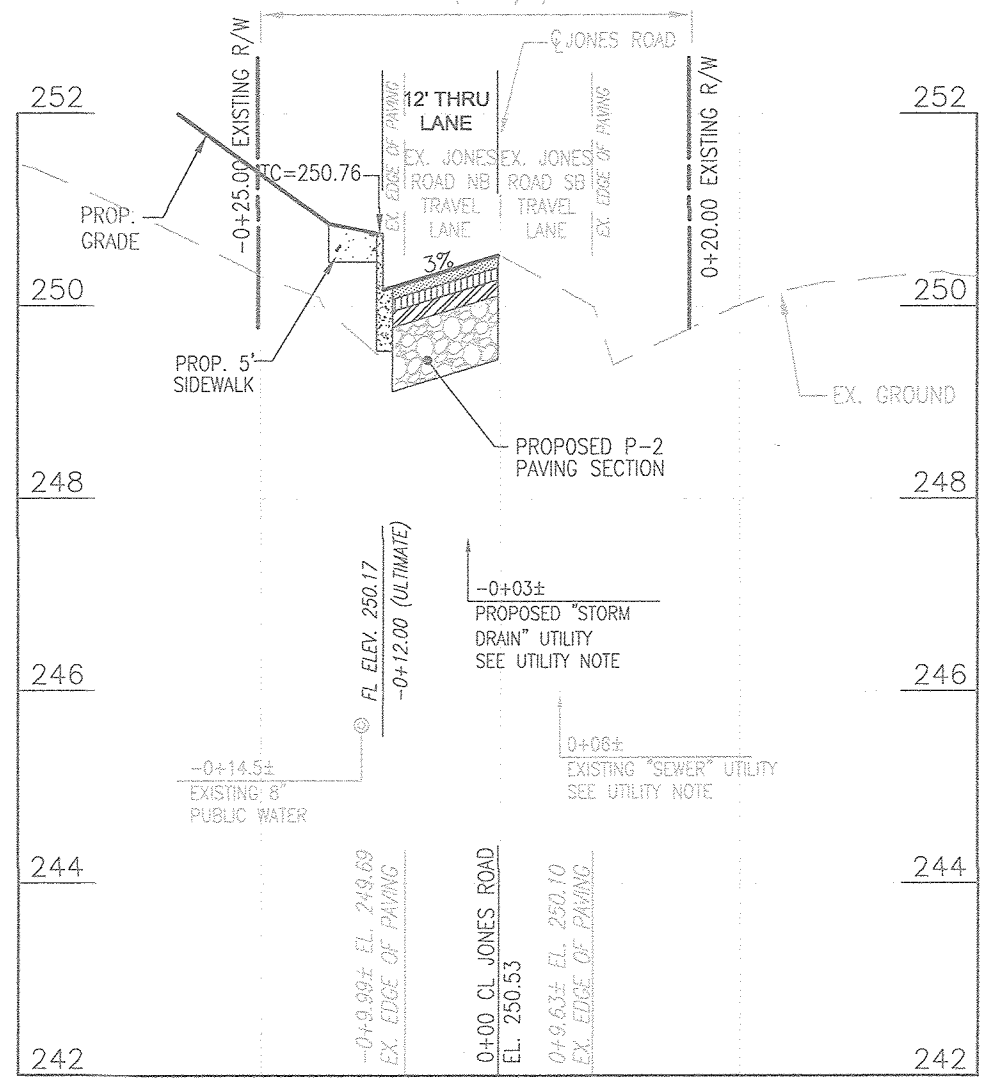 ℄ JONES ROAD
252
252
-0+25.00 EXISTING R/W
EX. EDGE OF PAVING
12' THRU
LANE
EX. EDGE OF PAVING
0+20.00 EXISTING R/W
TC=250.76
EX. JONES
ROAD NB
TRAVEL
LANE
EX. JONES
ROAD SB
TRAVEL
LANE
PROP.
GRADE
3%
250
250
PROP. 5'
SIDEWALK
EX. GROUND
PROPOSED P-2
PAVING SECTION
248
248
FL ELEV. 250.17
-0+12.00 (ULTIMATE)
-0+03±
PROPOSED "STORM
DRAIN" UTILITY
SEE UTILITY NOTE
246
246
-0+14.5±
EXISTING 8"
PUBLIC WATER
0+06±
EXISTING "SEWER" UTILITY
SEE UTILITY NOTE
244
244
-0+9.99± EL. 249.69
EX. EDGE OF PAVING
0+00 CL JONES ROAD
EL. 250.53
0+9.63± EL. 250.10
EX. EDGE OF PAVING
242
242